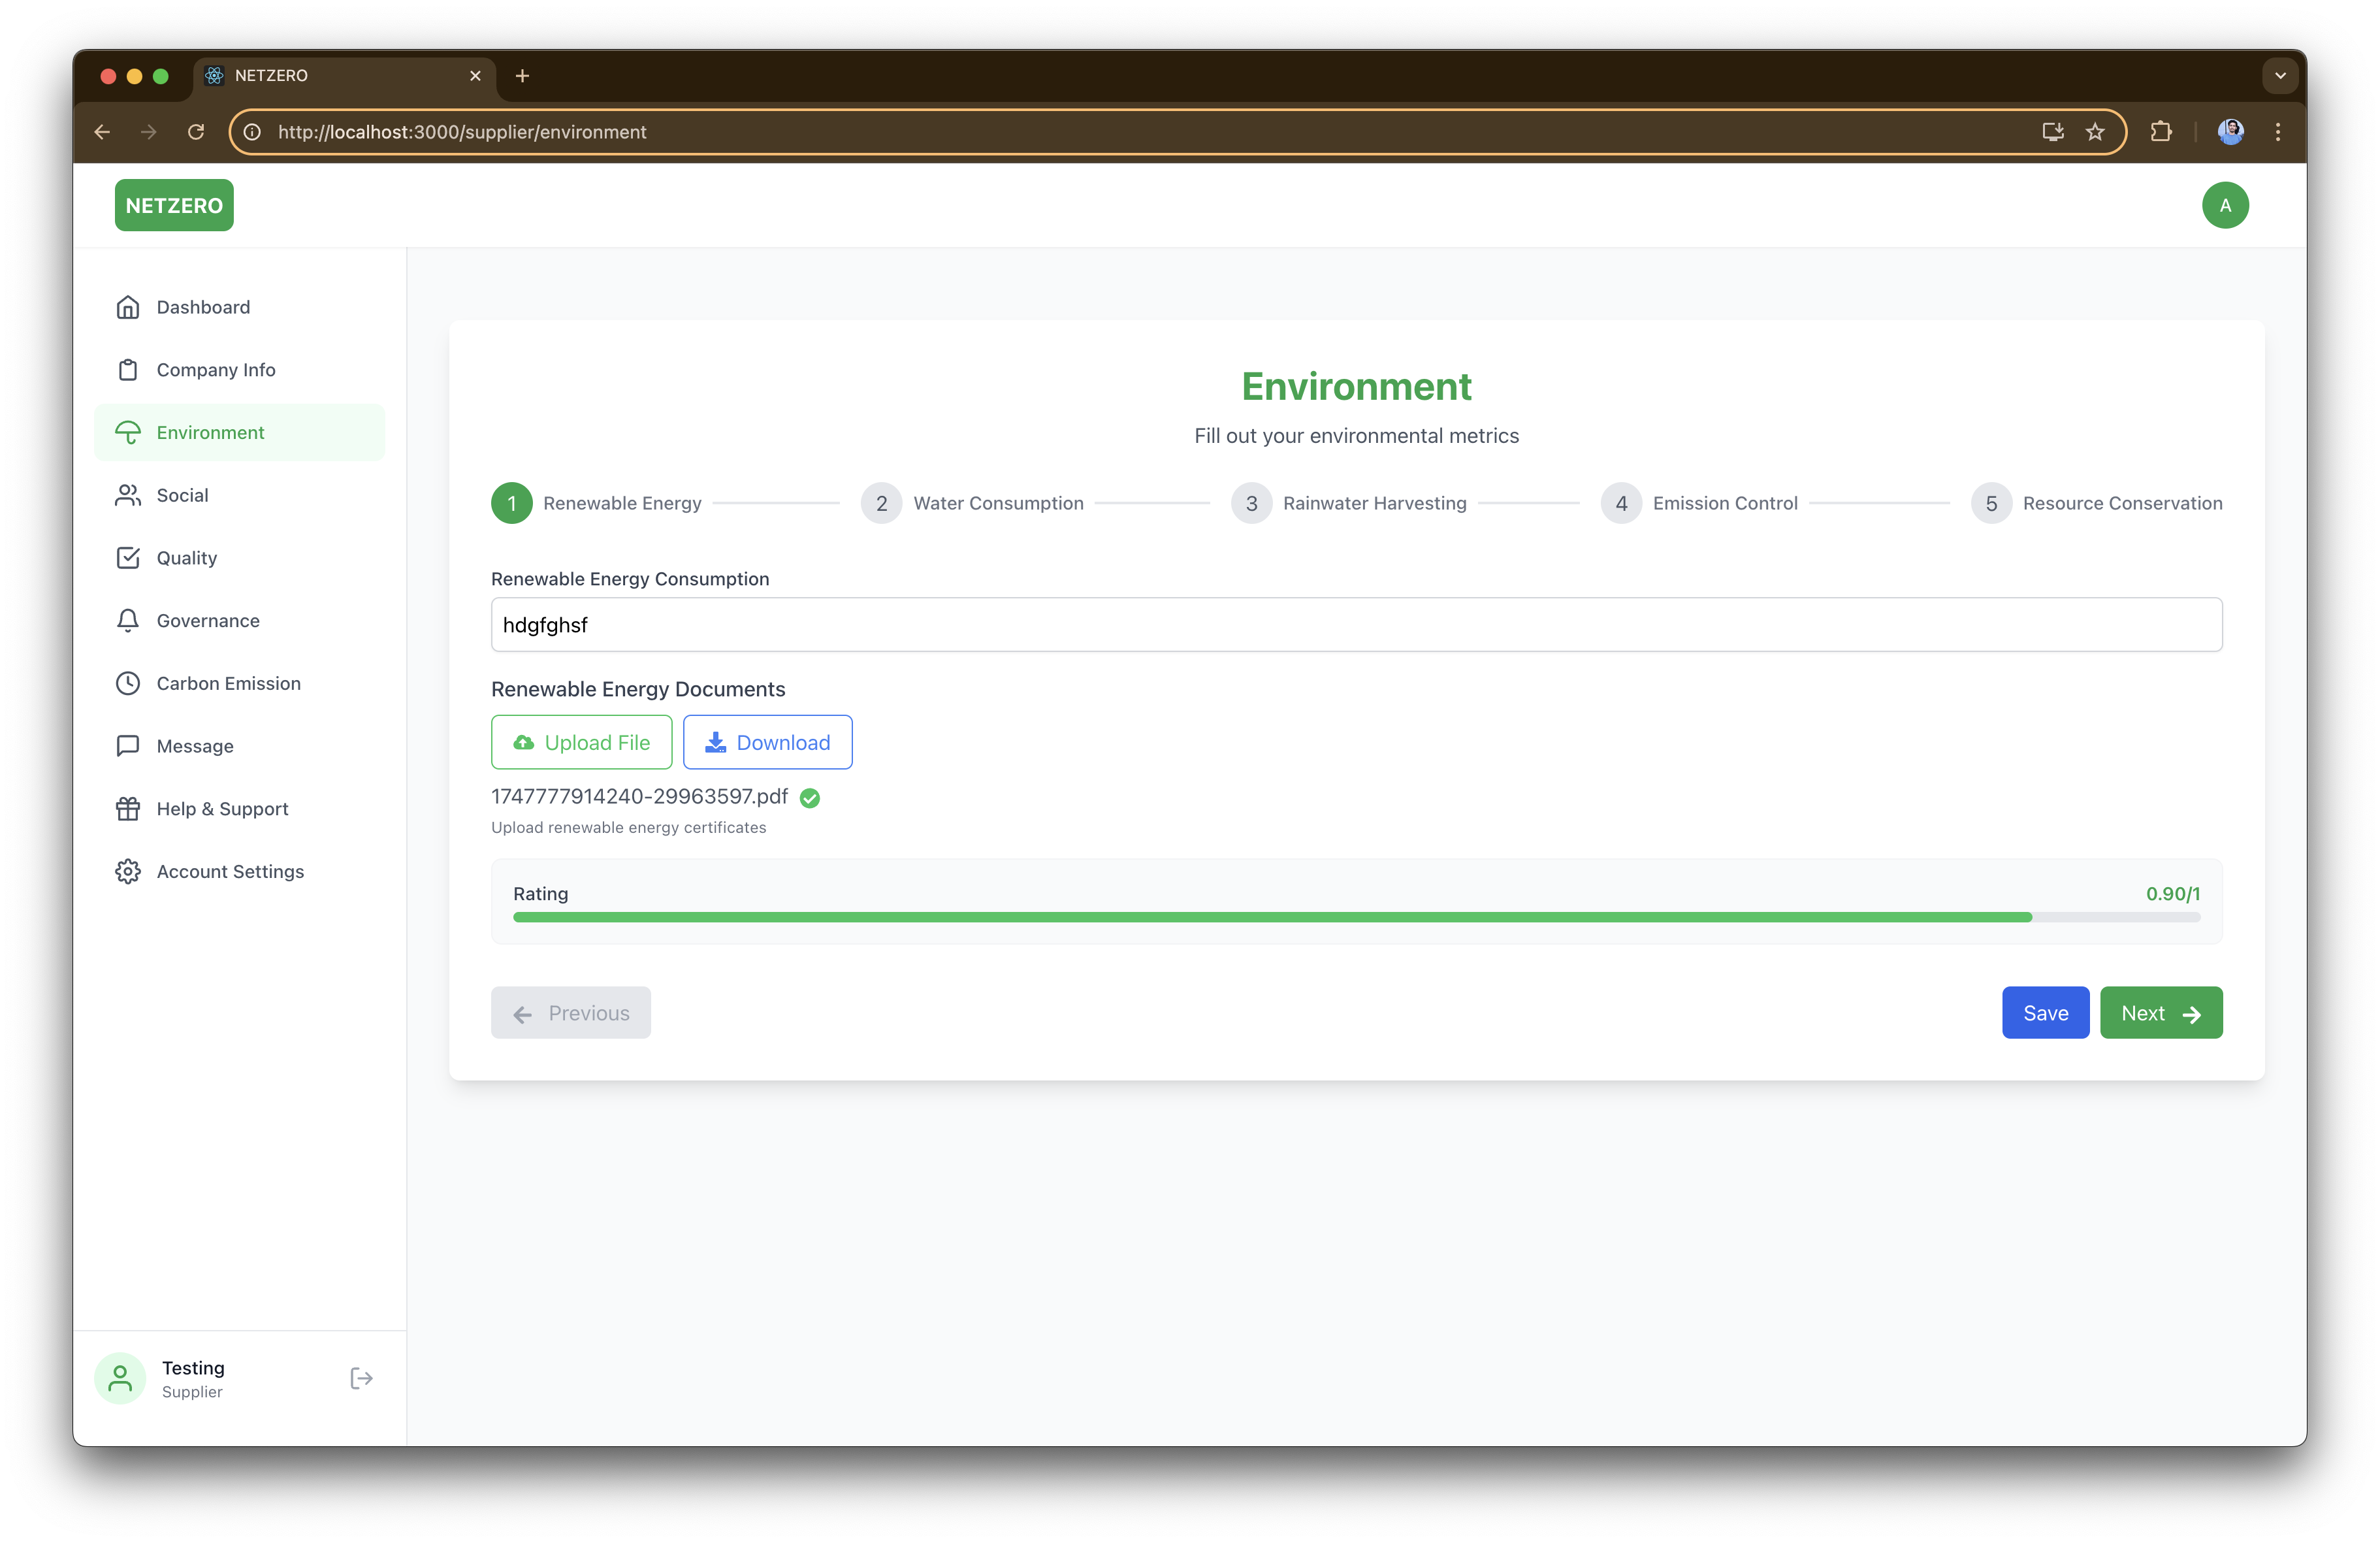 NETZERO
http://localhost:3000/supplier/environment
NETZERO
A
Dashboard
Company Info
Environment
Social
Quality
Governance
Carbon Emission
Message
Help & Support
Account Settings
Testing
Supplier
Environment
Fill out your environmental metrics
1 Renewable Energy 2 Water Consumption 3 Rainwater Harvesting 4 Emission Control 5 Resource Conservation
Renewable Energy Consumption
hdgfghsf
Renewable Energy Documents
Upload File Download
1747777914240-29963597.pdf
Upload renewable energy certificates
Rating 0.90/1
Previous Save Next